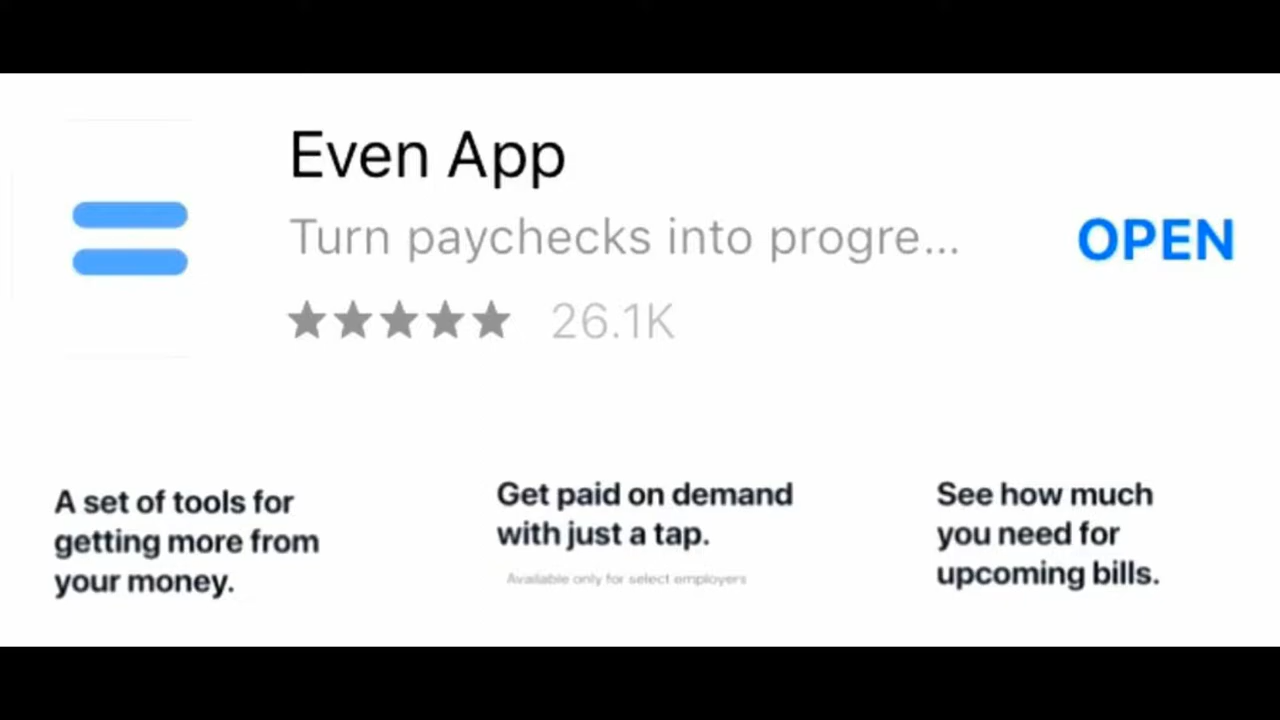 Even App
Turn paychecks into progre...
OPEN
26.1K
A set of tools for
getting more from
your money.
Get paid on demand
with just a tap.
Available only for select employers
See how much
you need for
upcoming bills.